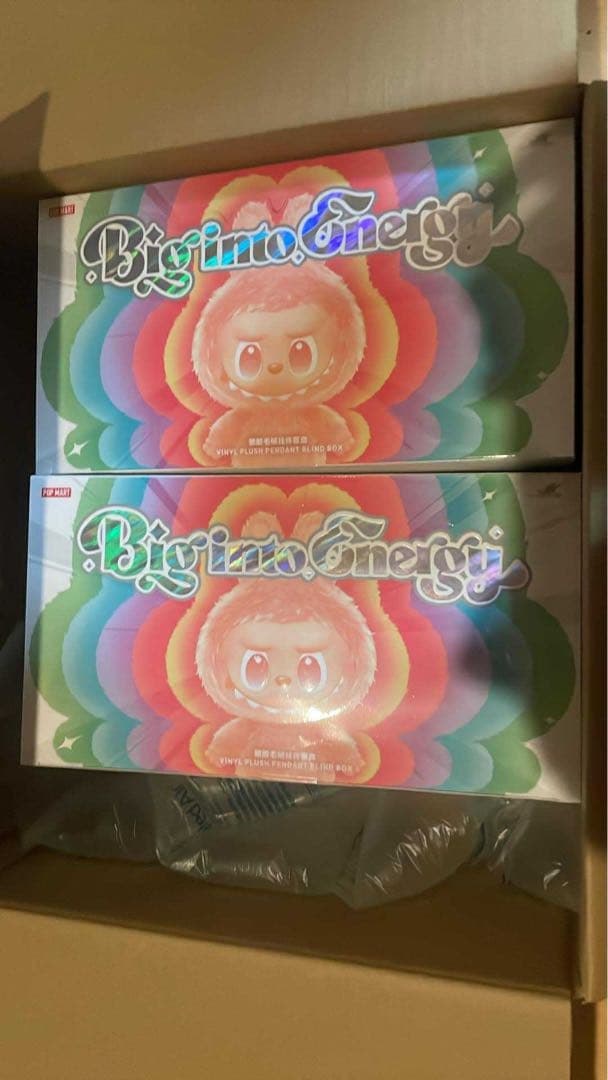 POP MART
Big into Energy
VINYL PLUSH PENDANT BLIND BOX
POP MART
Big into Energy
VINYL PLUSH PENDANT BLIND BOX